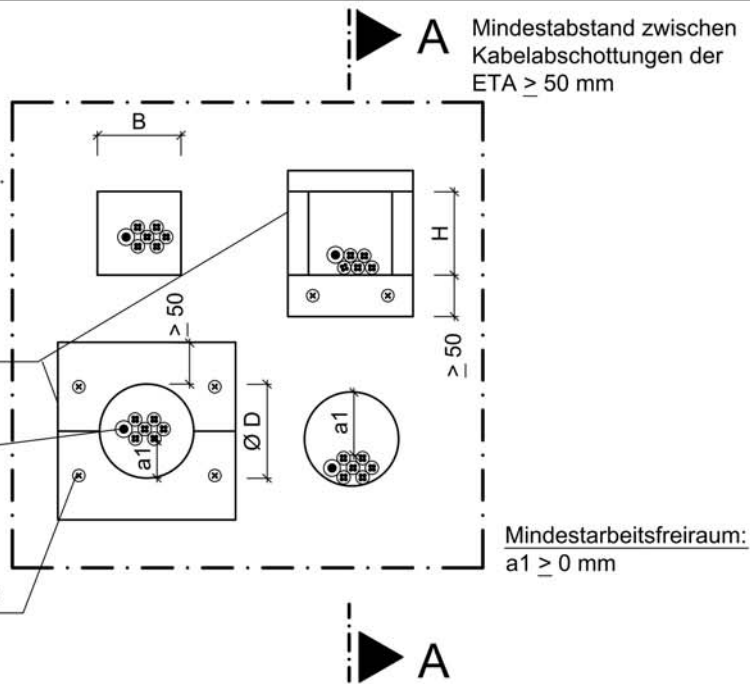 A
Mindestabstand zwischen
Kabelabschottungen der
ETA ≥ 50 mm
B
H
≥ 50
≥ 50
Ø D
a1
a1
Mindestarbeitsfreiraum:
a1 ≥ 0 mm
A